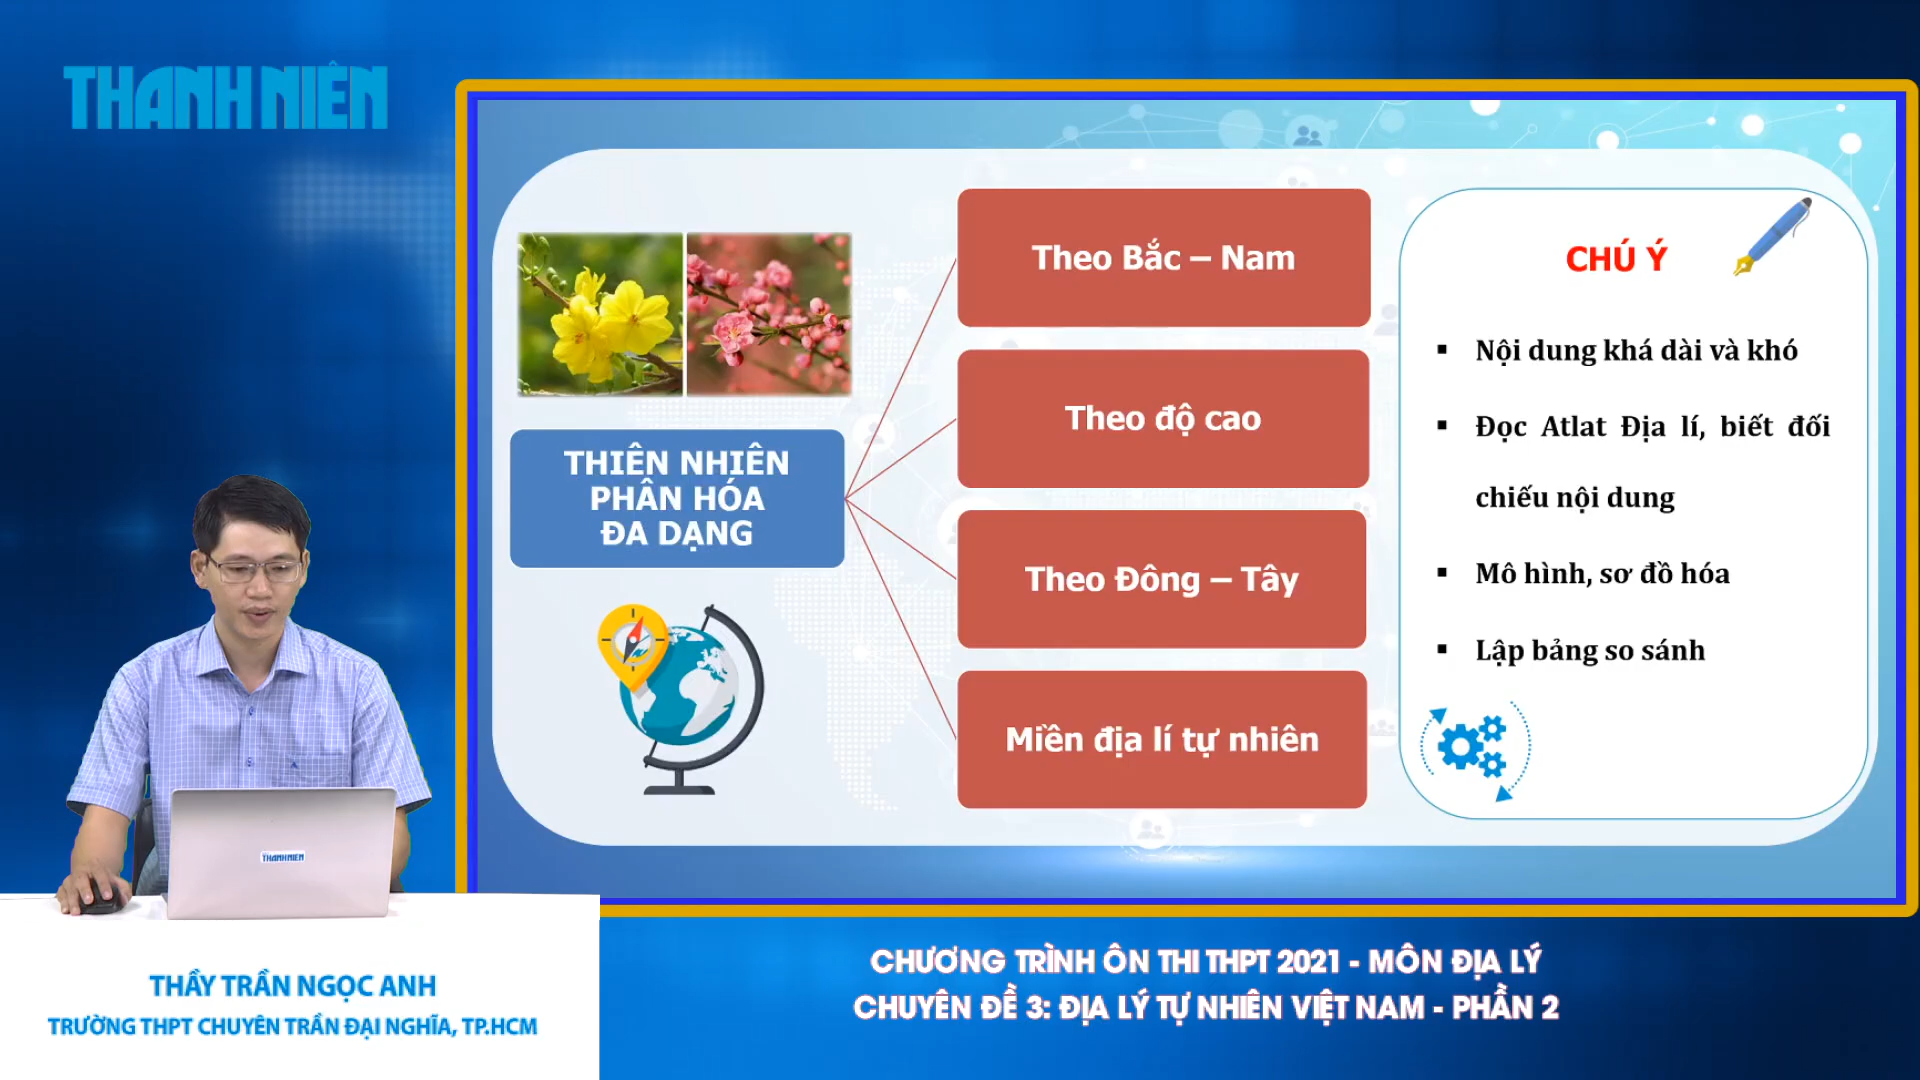 THANH NIÊN
THIÊN NHIÊN
PHÂN HÓA
ĐA DẠNG
Theo Bắc – Nam
Theo độ cao
Theo Đông – Tây
Miền địa lí tự nhiên
CHÚ Ý
▪ Nội dung khá dài và khó
▪ Đọc Atlat Địa lí, biết đối
chiếu nội dung
▪ Mô hình, sơ đồ hóa
▪ Lập bảng so sánh
THANH NIÊN
THẦY TRẦN NGỌC ANH
TRƯỜNG THPT CHUYÊN TRẦN ĐẠI NGHĨA, TP.HCM
CHƯƠNG TRÌNH ÔN THI THPT 2021 - MÔN ĐỊA LÝ
CHUYÊN ĐỀ 3: ĐỊA LÝ TỰ NHIÊN VIỆT NAM - PHẦN 2